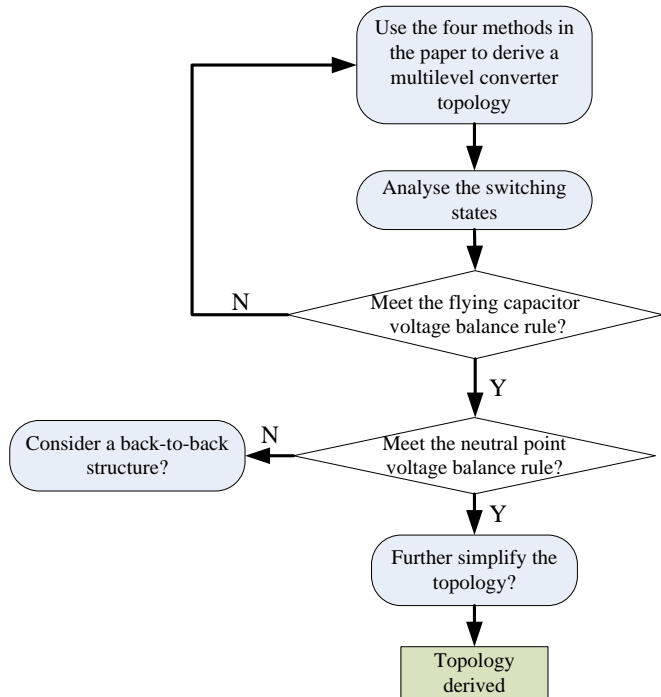 Use the four methods in
the paper to derive a
multilevel converter
topology
Analyse the switching
states
N
Meet the flying capacitor
voltage balance rule?
Y
Consider a back-to-back
structure?
N
Meet the neutral point
voltage balance rule?
Y
Further simplify the
topology?
Topology
derived